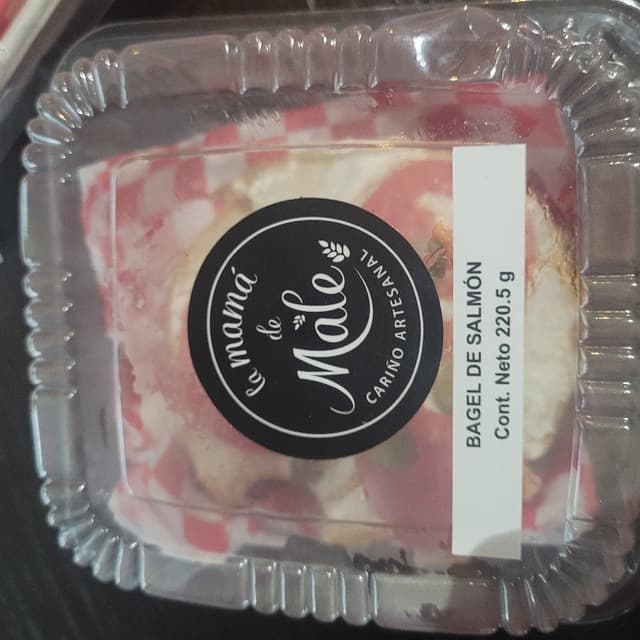 la mamá
de
Male
CARIÑO ARTESANAL
BAGEL DE SALMÓN
Cont. Neto 220.5 g